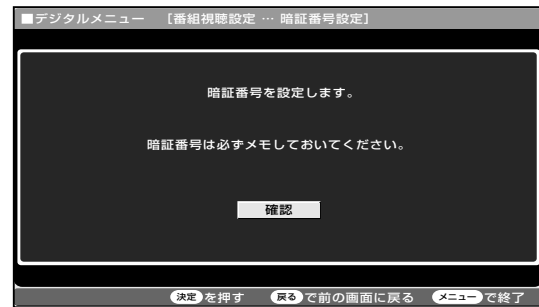 ■デジタルメニュー [番組視聴設定 … 暗証番号設定]
暗証番号を設定します。
暗証番号は必ずメモしておいてください。
確認
決定 を押す 戻る で前の画面に戻る メニュー で終了